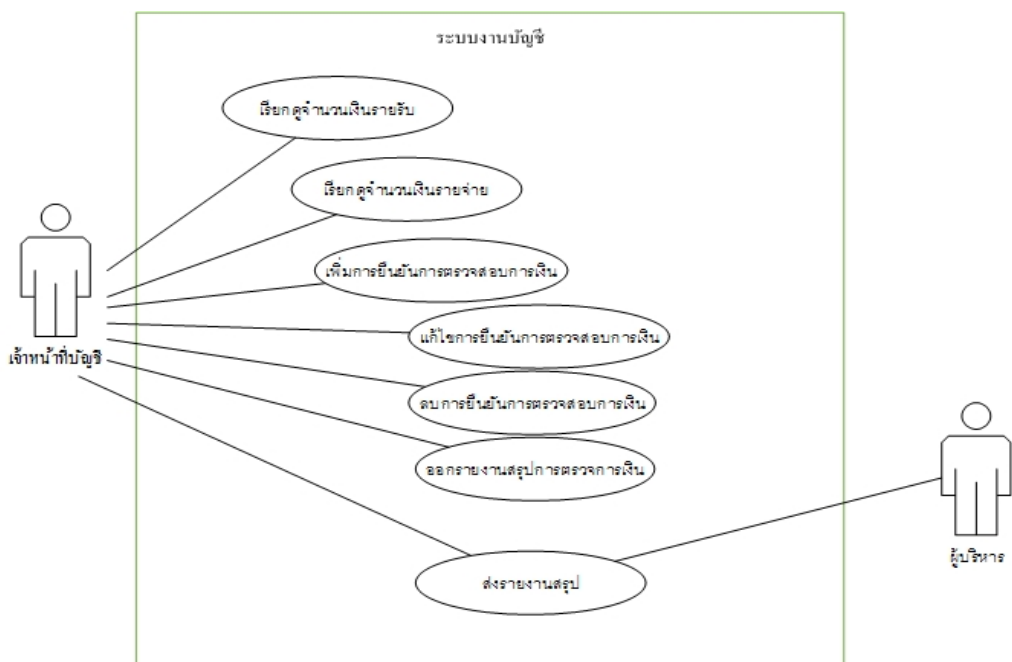 ระบบงานบัญชี
เรียกดูจำนวนเงินรายรับ
เรียกดูจำนวนเงินรายจ่าย
เพิ่มการยืนยันการตรวจสอบการเงิน
แก้ไขการยืนยันการตรวจสอบการเงิน
เจ้าหน้าที่บัญชี
ลบการยืนยันการตรวจสอบการเงิน
ออกรายงานสรุปการตรวจการเงิน
ผู้บริหาร
ส่งรายงานสรุป